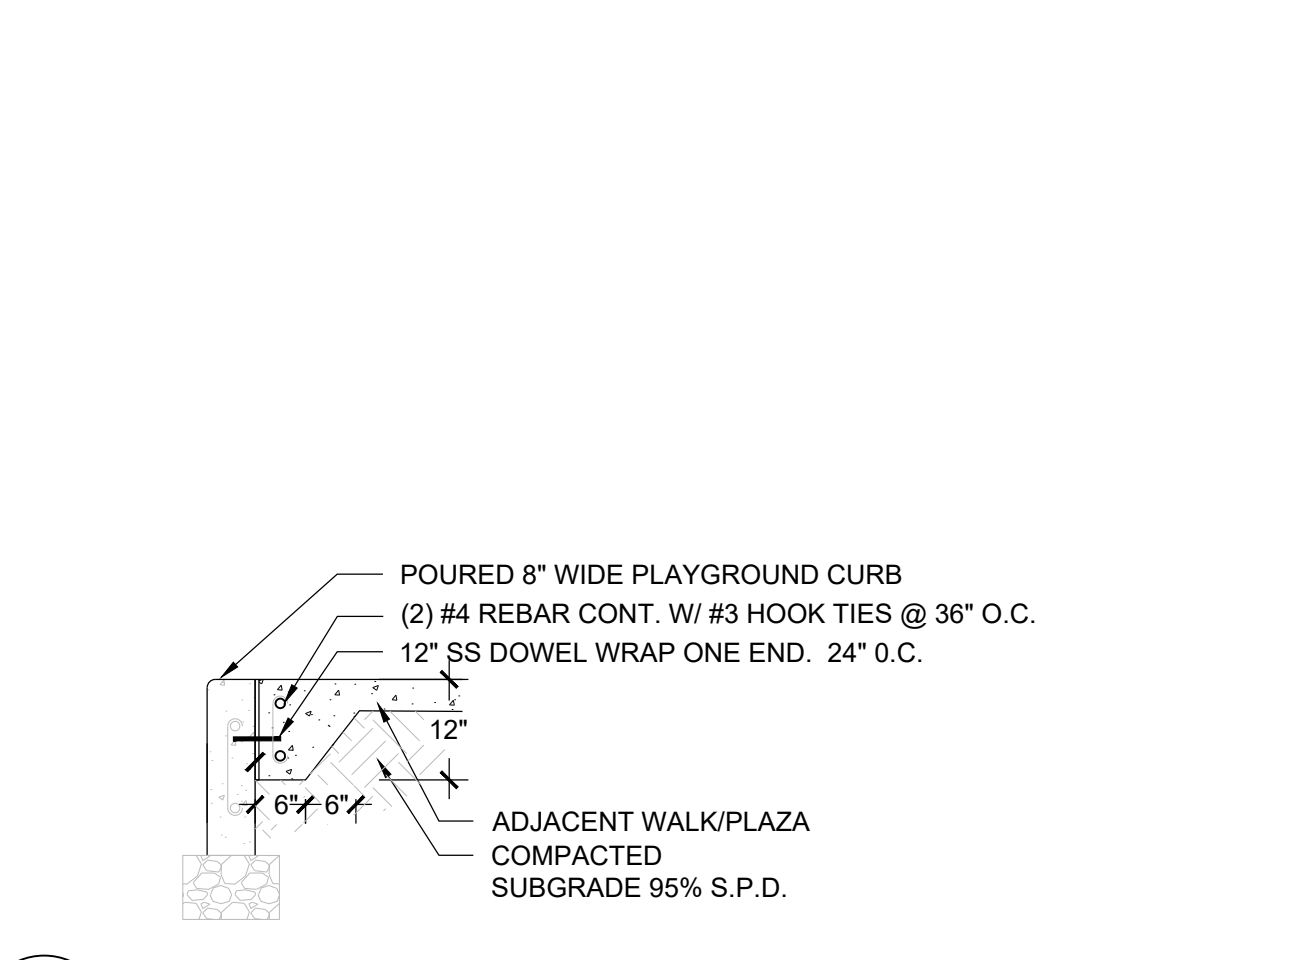 POURED 8" WIDE PLAYGROUND CURB
(2) #4 REBAR CONT. W/ #3 HOOK TIES @ 36" O.C.
12" SS DOWEL WRAP ONE END.  24" 0.C.
12"
6" 6"
ADJACENT WALK/PLAZA
COMPACTED
SUBGRADE 95% S.P.D.